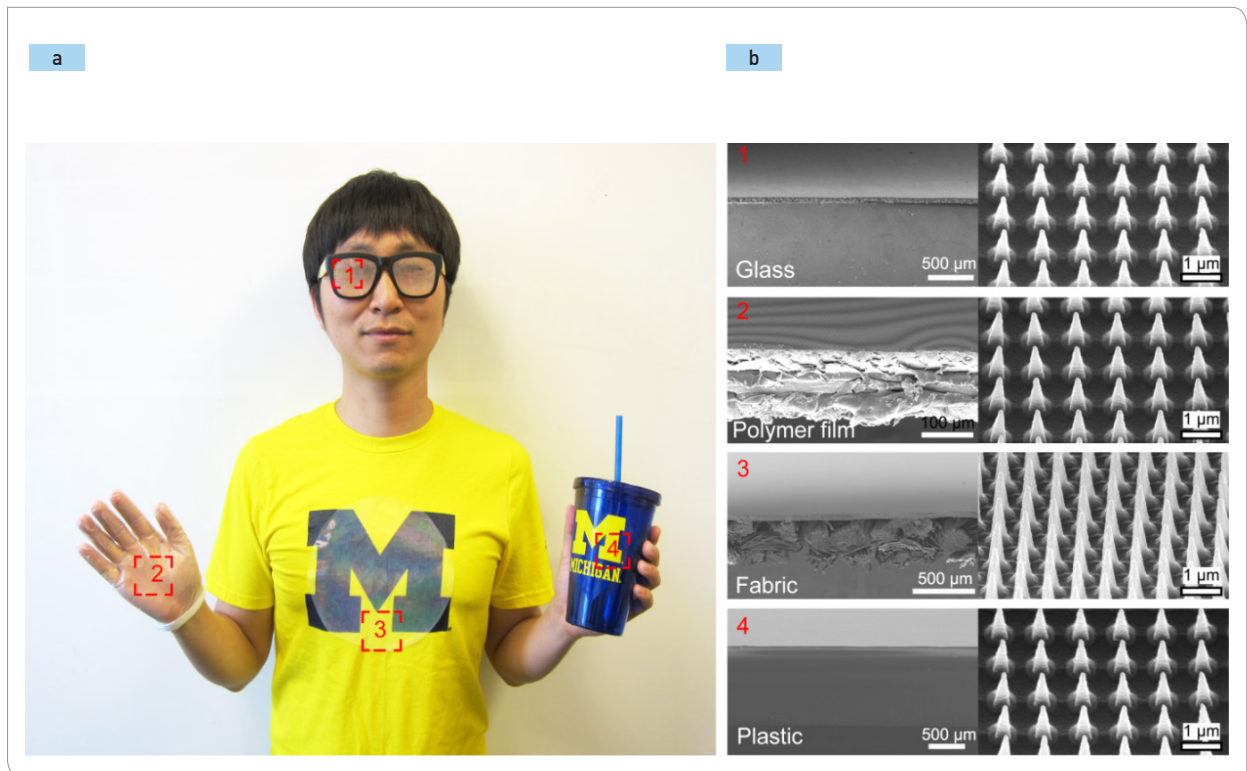 a
b
1
2
3
4
M
M
MICHIGAN.
1
Glass
500 µm
1 µm
2
Polymer film
100 µm
1 µm
3
Fabric
500 µm
1 µm
4
Plastic
500 µm
1 µm